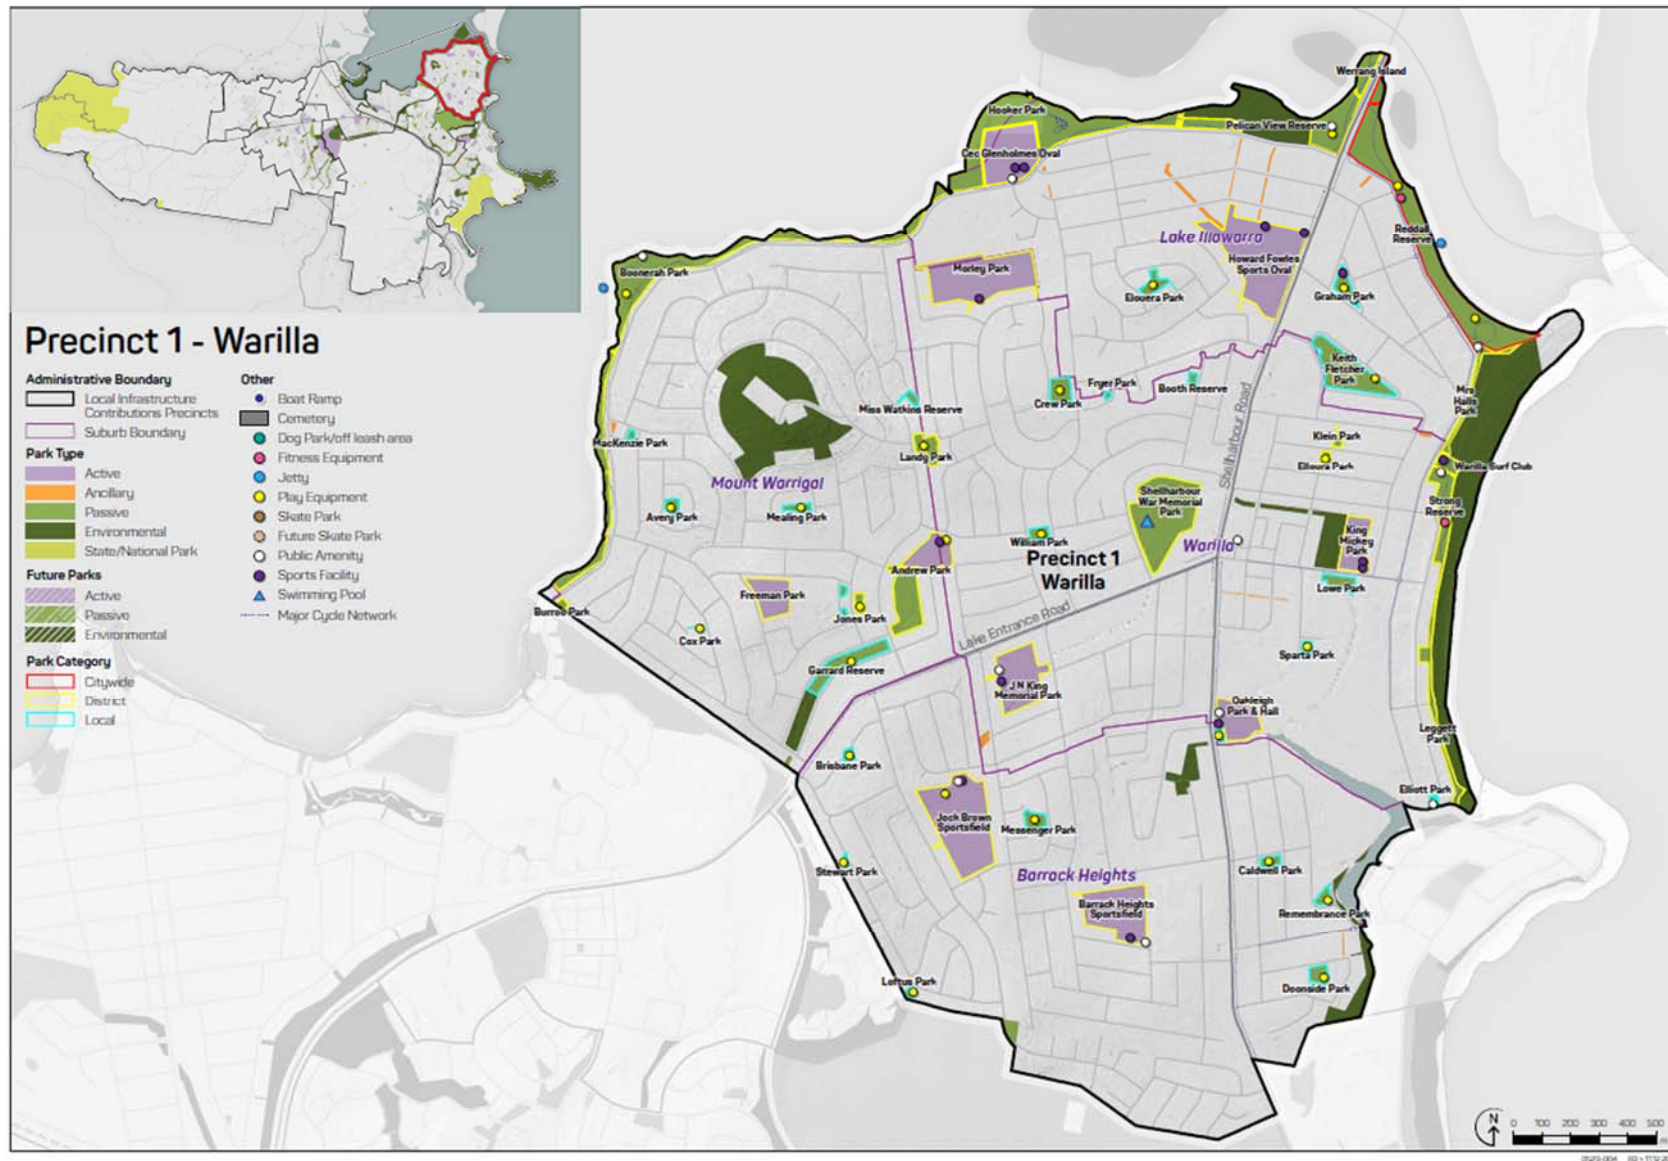 Precinct 1 - Warilla
Administrative Boundary
Local Infrastructure
Contributions Precincts
Suburb Boundary
Park Type
Active
Ancillary
Passive
Environmental
State/National Park
Future Parks
Active
Passive
Environmental
Park Category
Citywide
District
Local
Other
Boat Ramp
Cemetery
Dog Park/off leash area
Fitness Equipment
Jetty
Play Equipment
Skate Park
Future Skate Park
Public Amenity
Sports Facility
Swimming Pool
Major Cycle Network
Werrang Island
Hooker Park
Pelican View Reserve
Cec Glenholmes Oval
Lake Illawarra
Reddall
Reserve
Howard Fowles
Sports Oval
Morley Park
Boonerah Park
Elouera Park
Graham Park
Keith
Fletcher
Park
Fryer Park
Booth Reserve
Crew Park
Miss Watkins Reserve
Mrs
Halls
Park
Shellharbour Road
MacKenzie Park
Landy Park
Klein Park
Elloura Park
Warilla Surf Club
Mount Warrigal
Shellharbour
War Memorial
Park
Strong
Reserve
Avery Park
Mealing Park
William Park
Warilla
King
Mickey
Park
Precinct 1
Warilla
Andrew Park
Lowe Park
Freeman Park
Burroo Park
Jones Park
Cox Park
Lake Entrance Road
Garrard Reserve
Sparta Park
J N King
Memorial Park
Oakleigh
Park & Hall
Leggett
Park
Brisbane Park
Elliott Park
Jock Brown
Sportsfield
Messenger Park
Stewart Park
Barrack Heights
Caldwell Park
Barrack Heights
Sportsfield
Remembrance Park
Loftus Park
Doonside Park
N
0 100 200 300 400 500